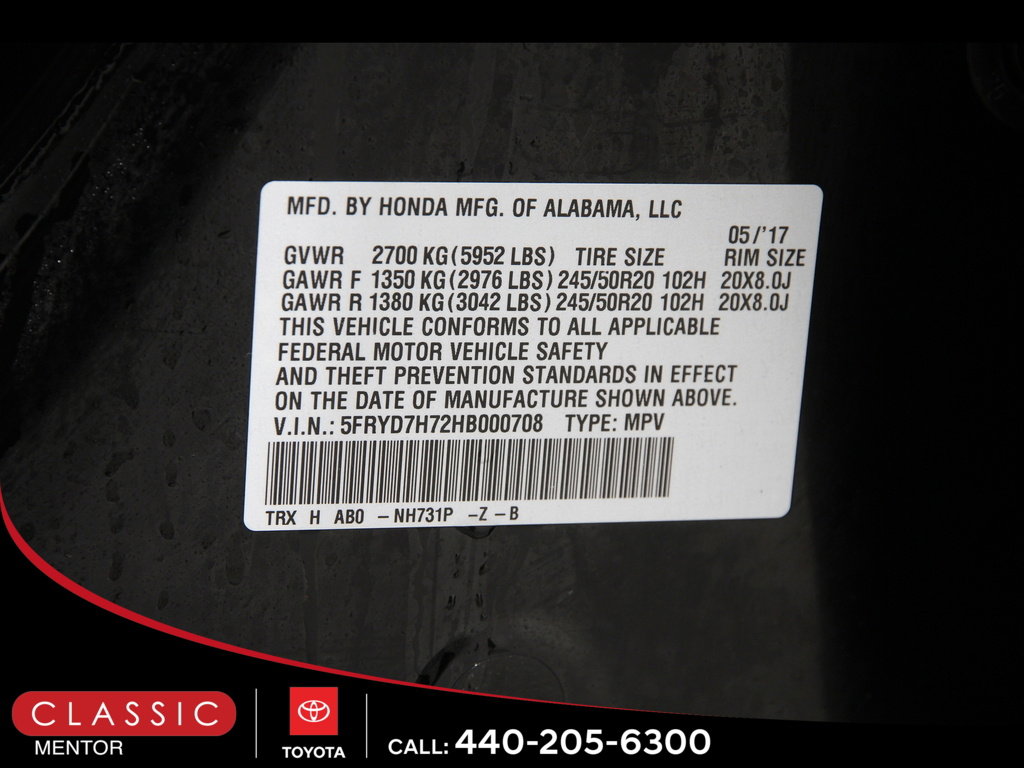 MFD. BY HONDA MFG. OF ALABAMA, LLC
05/'17
GVWR 2700 KG(5952 LBS) TIRE SIZE RIM SIZE
GAWR F 1350 KG(2976 LBS) 245/50R20 102H 20X8.0J
GAWR R 1380 KG(3042 LBS) 245/50R20 102H 20X8.0J
THIS VEHICLE CONFORMS TO ALL APPLICABLE
FEDERAL MOTOR VEHICLE SAFETY
AND THEFT PREVENTION STANDARDS IN EFFECT
ON THE DATE OF MANUFACTURE SHOWN ABOVE.
V.I.N.: 5FRYD7H72HB000708 TYPE: MPV
TRX H AB0 -NH731P -Z-B
CLASSIC
MENTOR
TOYOTA
CALL: 440-205-6300